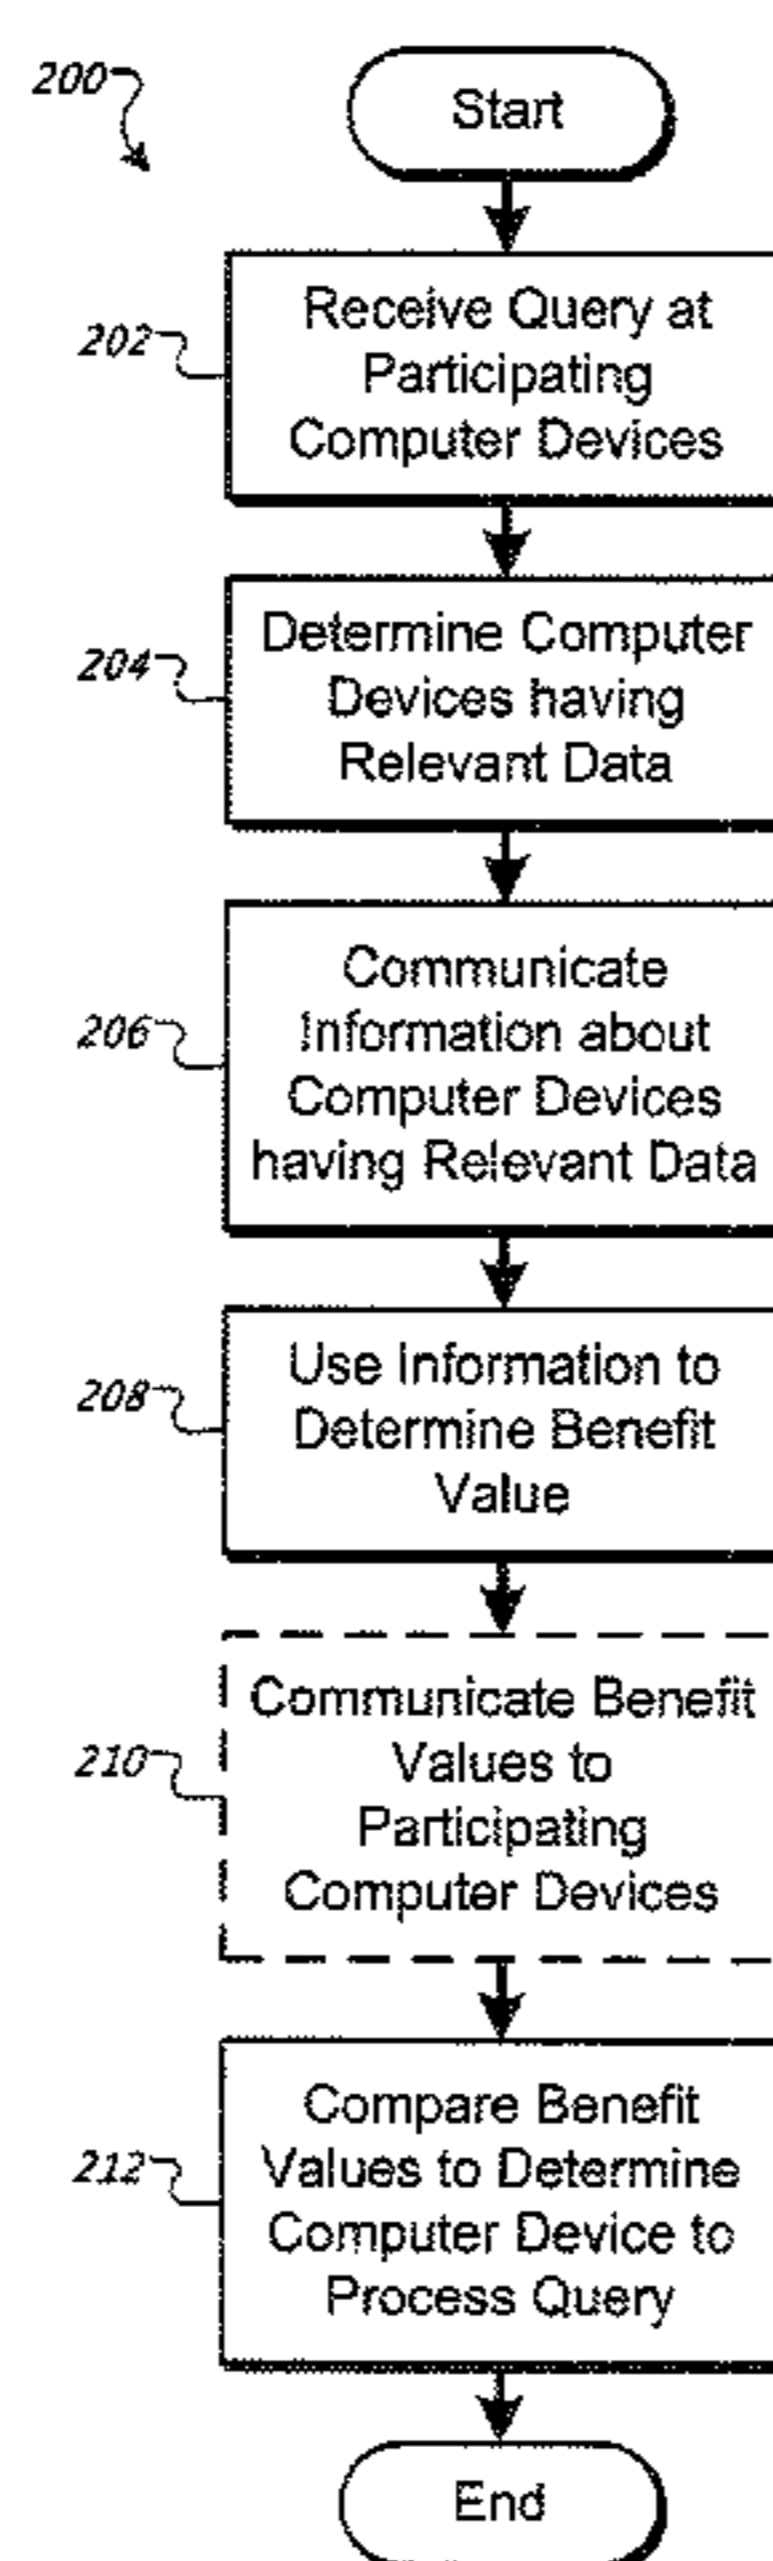 200
Start
202
Receive Query at
Participating
Computer Devices
204
Determine Computer
Devices having
Relevant Data
206
Communicate
Information about
Computer Devices
having Relevant Data
208
Use Information to
Determine Benefit
Value
210
Communicate Benefit
Values to
Participating
Computer Devices
212
Compare Benefit
Values to Determine
Computer Device to
Process Query
End